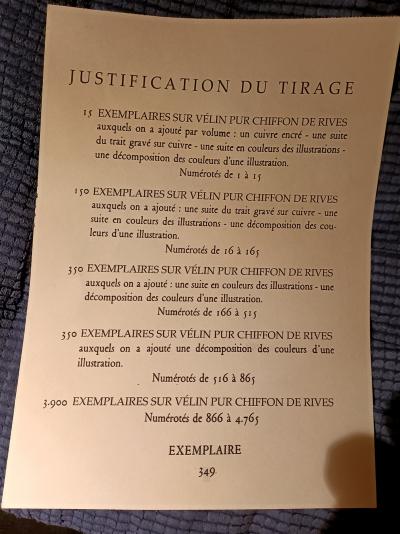 JUSTIFICATION DU TIRAGE
15 EXEMPLAIRES SUR VÉLIN PUR CHIFFON DE RIVES
auxquels on a ajouté par volume : un cuivre encré - une suite
du trait gravé sur cuivre - une suite en couleurs des illustrations -
une décomposition des couleurs d'une illustration.
Numérotés de 1 à 15
150 EXEMPLAIRES SUR VÉLIN PUR CHIFFON DE RIVES
auxquels on a ajouté : une suite du trait gravé sur cuivre - une
suite en couleurs des illustrations - une décomposition des cou-
leurs d'une illustration.
Numérotés de 16 à 165
350 EXEMPLAIRES SUR VÉLIN PUR CHIFFON DE RIVES
auxquels on a ajouté : une suite en couleurs des illustrations - une
décomposition des couleurs d'une illustration.
Numérotés de 166 à 515
350 EXEMPLAIRES SUR VÉLIN PUR CHIFFON DE RIVES
auxquels on a ajouté une décomposition des couleurs d'une
illustration.
Numérotés de 516 à 865
3.900 EXEMPLAIRES SUR VÉLIN PUR CHIFFON DE RIVES
Numérotés de 866 à 4.765
EXEMPLAIRE
349